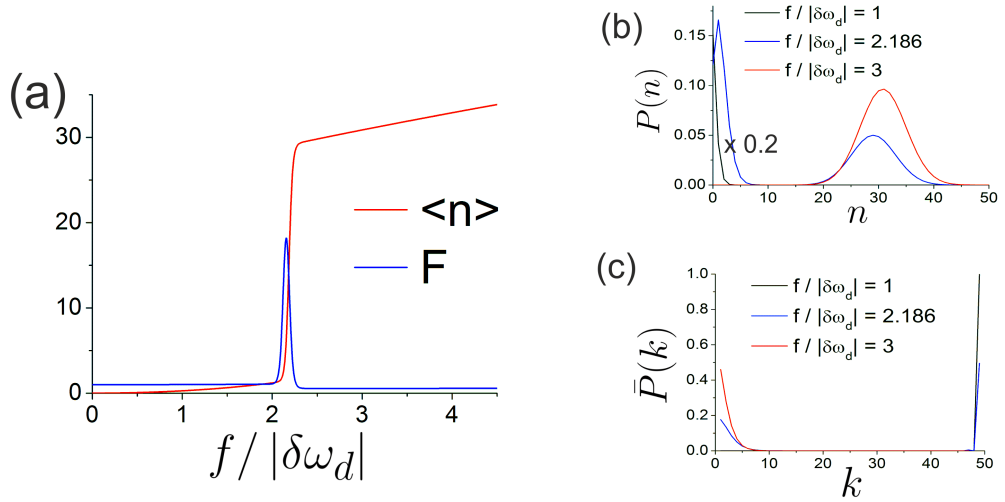 (a)
30
20
10
0
0
1
2
3
4
<n>
F
f / |δω_d|
(b)
P(n)
0.15
0.10
0.05
0.00
0
10
20
30
40
50
f / |δω_d| = 1
f / |δω_d| = 2.186
f / |δω_d| = 3
x 0.2
n
(c)
P̄(k)
1.0
0.8
0.6
0.4
0.2
0.0
0
10
20
30
40
50
f / |δω_d| = 1
f / |δω_d| = 2.186
f / |δω_d| = 3
k